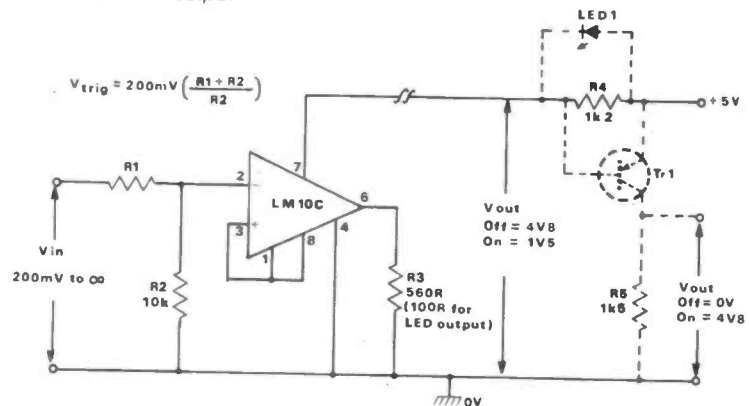 LED1
V trig = 200mV ( R1 + R2 / R2 )
R4
1k2
+5V
Tr1
R1
2
7
LM10C
6
3
1
8
4
Vin
200mV to ∞
R2
10k
R3
560R
(100R for
LED output)
Vout
Off = 4V8
On = 1V5
R5
1k5
Vout
Off = 0V
On = 4V8
0V